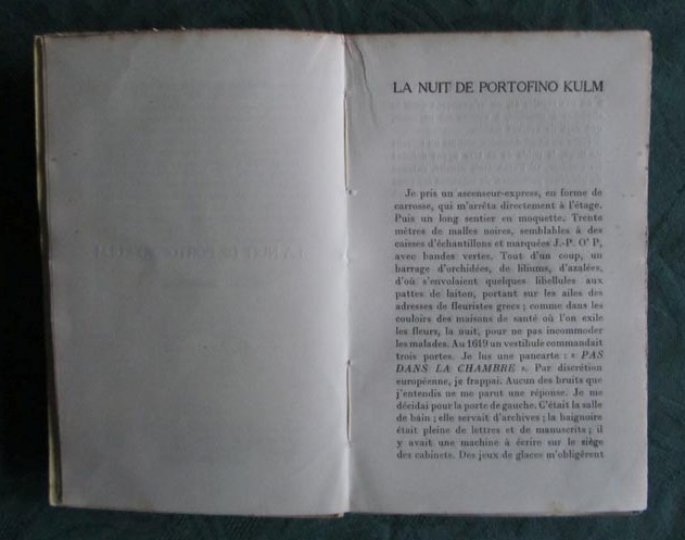 LA NUIT DE PORTOFINO KULM
Je pris un ascenseur-express, en forme de
carrosse, qui m'arrêta directement à l'étage.
Puis un long sentier en moquette. Trente
mètres de malles noires, semblables à des
caisses d'échantillons et marquées J.-P. O' P,
avec bandes vertes. Tout d'un coup, un
barrage d'orchidées, de liliums, d'azalées,
d'où s'envolaient quelques libellules aux
pattes de laiton, portant sur les ailes des
adresses de fleuristes grecs ; comme dans les
couloirs des maisons de santé où l'on exile
les fleurs, la nuit, pour ne pas incommoder
les malades. Au 1619 un vestibule commandait
trois portes. Je lus une pancarte : « PAS
DANS LA CHAMBRE ». Par discrétion
européenne, je frappai. Aucun des bruits que
j'entendis ne me parut une réponse. Je me
décidai pour la porte de gauche. C'était la salle
de bain ; elle servait d'archives ; la baignoire
était pleine de lettres et de manuscrits ; il
y avait une machine à écrire sur le siège
des cabinets. Des jeux de glaces m'obligèrent